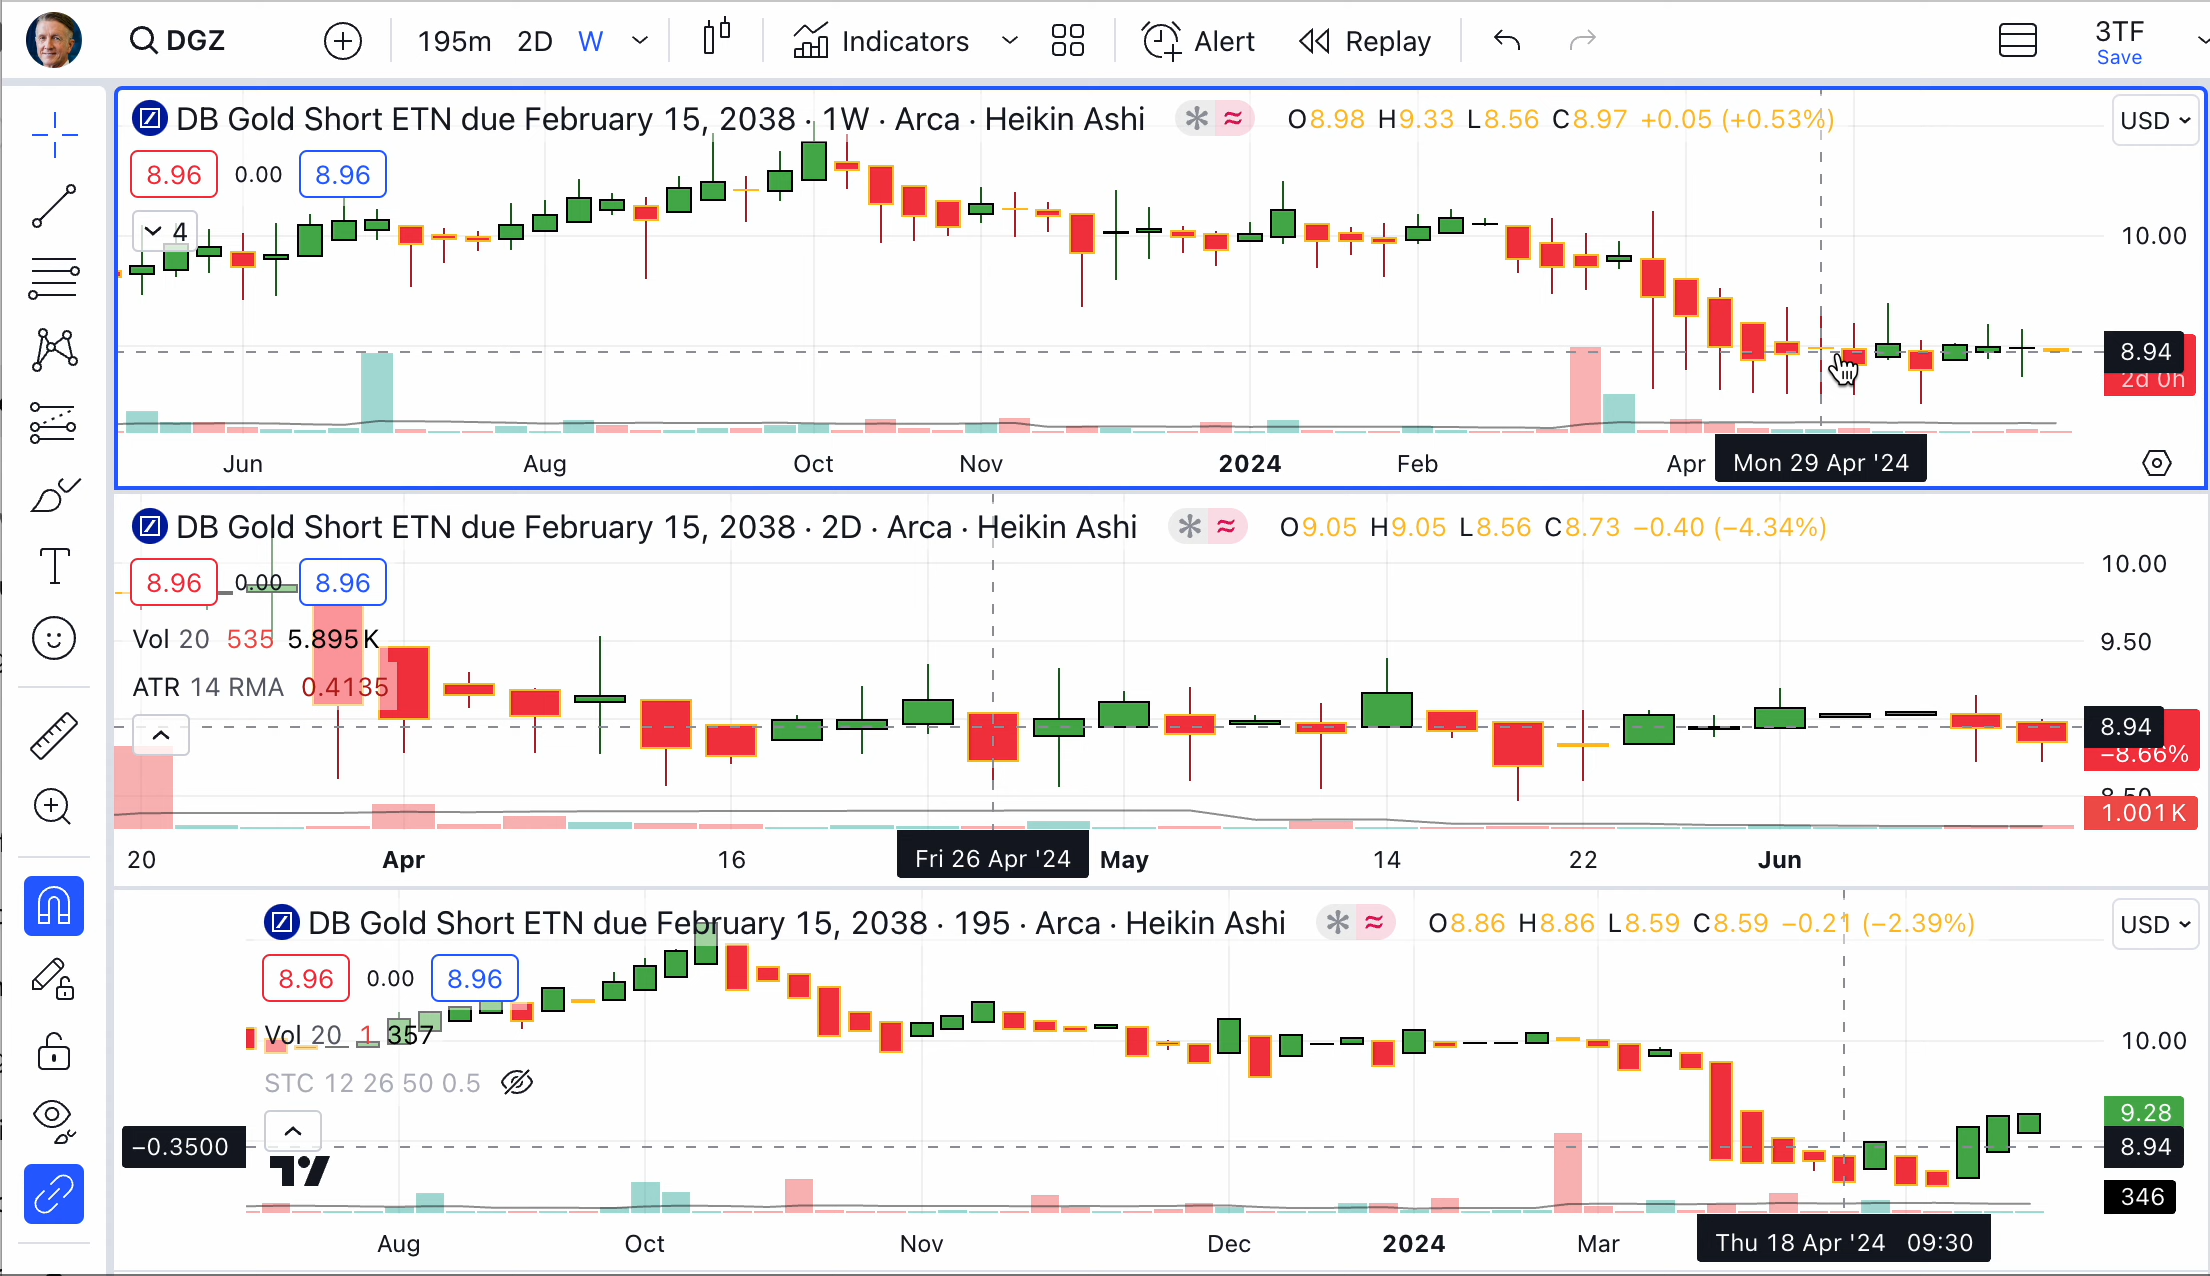 DGZ
195m 2D W
Indicators
Alert
Replay
3TF
Save
DB Gold Short ETN due February 15, 2038 · 1W · Arca · Heikin Ashi
O8.98 H9.33 L8.56 C8.97 +0.05 (+0.53%)
USD
8.96 0.00 8.96
4
10.00
8.94
2d 0h
Jun Aug Oct Nov 2024 Feb Apr Mon 29 Apr '24
DB Gold Short ETN due February 15, 2038 · 2D · Arca · Heikin Ashi
O9.05 H9.05 L8.56 C8.73 −0.40 (−4.34%)
10.00
8.96 0.00 8.96
Vol 20 535 5.895K
9.50
ATR 14 RMA 0.4135
8.94
−8.66%
8.50
1.001K
20 Apr 16 Fri 26 Apr '24 May 14 22 Jun
DB Gold Short ETN due February 15, 2038 · 195 · Arca · Heikin Ashi
O8.86 H8.86 L8.59 C8.59 −0.21 (−2.39%)
USD
8.96 0.00 8.96
Vol 20 1 357
10.00
STC 12 26 50 0.5
9.28
−0.3500
8.94
346
Aug Oct Nov Dec 2024 Mar Thu 18 Apr '24 09:30